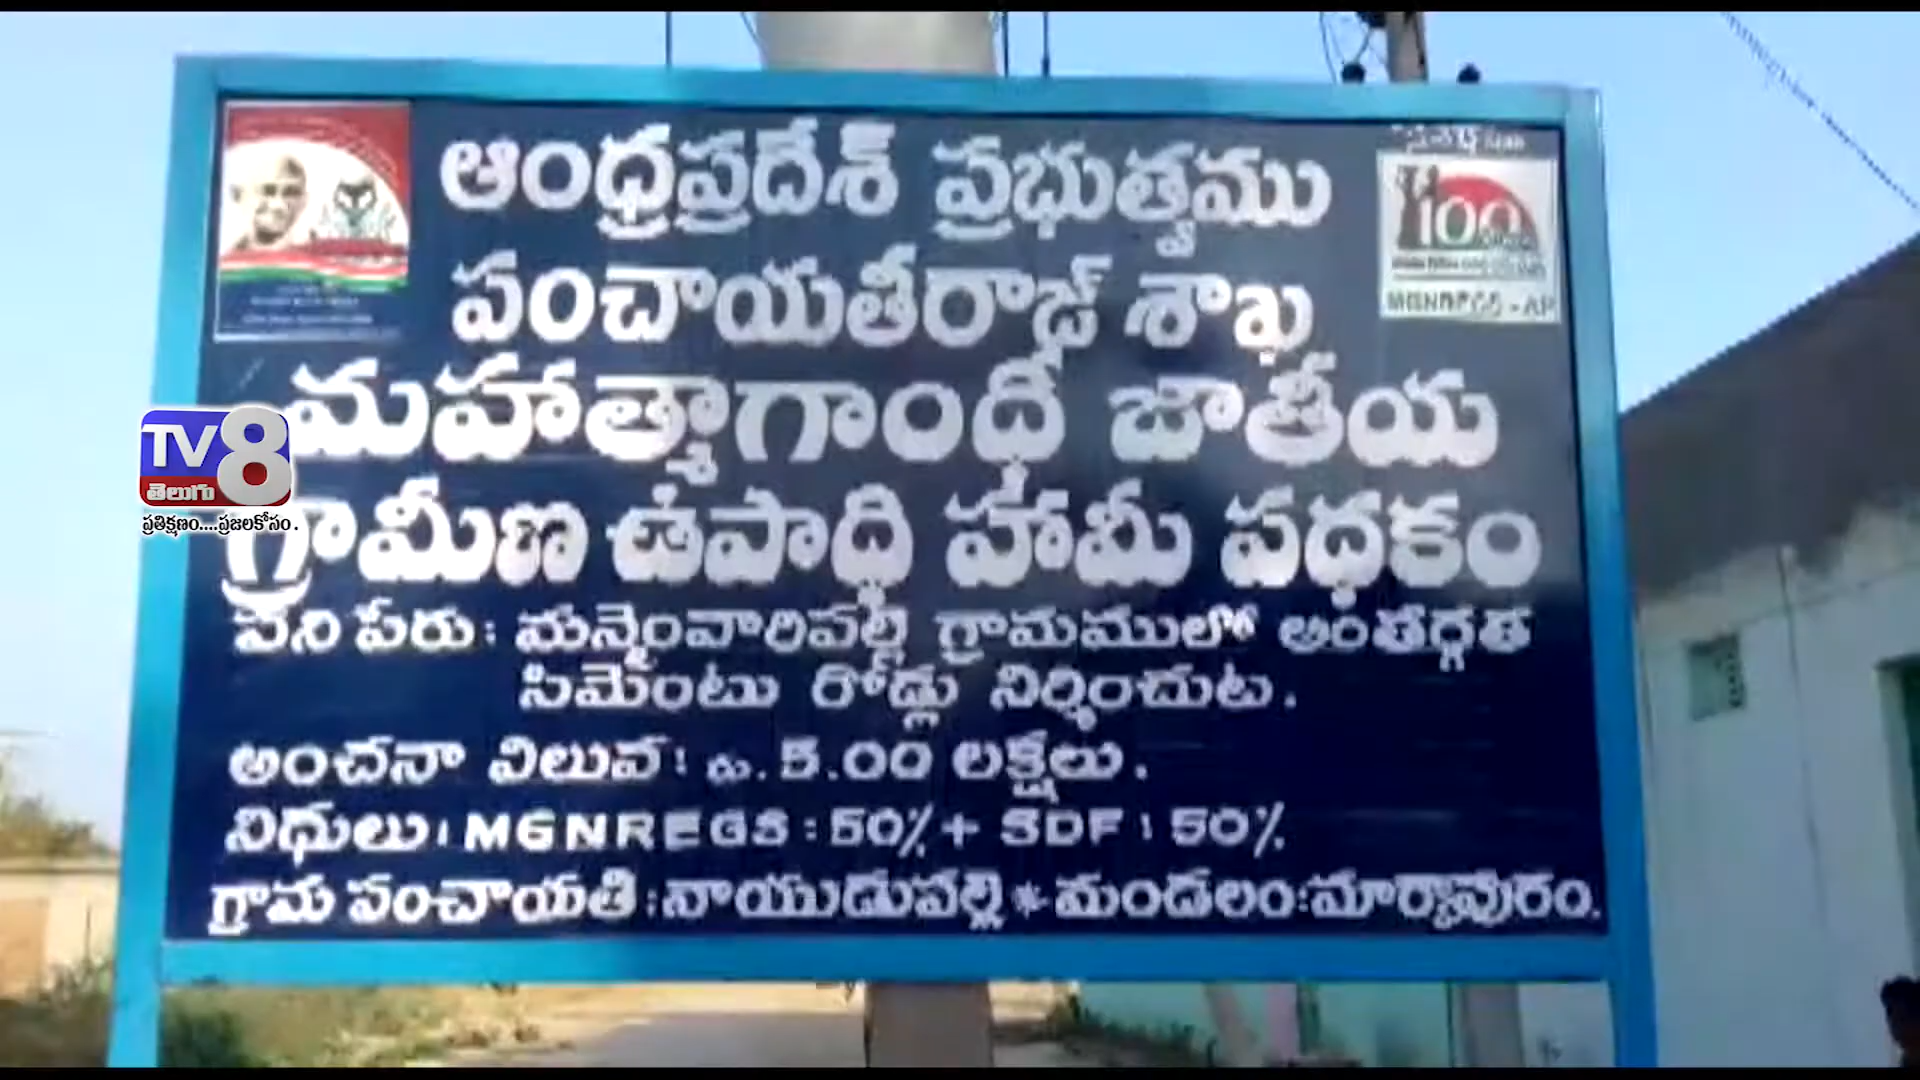 ఆంధ్రప్రదేశ్ ప్రభుత్వము
100
పంచాయతీరాజ్ శాఖ
MGNREGS - AP
మహాత్మాగాంధీ జాతీయ
TV8
తెలుగు
ప్రతిక్షణం....ప్రజలకోసం.
గ్రామీణ ఉపాధి హామీ పథకం
పని పేరు: మన్నెంవారిపల్లి గ్రామములో అంతర్గత
సిమెంటు రోడ్లు నిర్మించుట.
అంచనా విలువ: రూ.5.00 లక్షలు.
నిధులు: MGNREGS:50%+ SDF:50%
గ్రామ పంచాయతి:నాయుడుపల్లి*మండలం:మార్కాపురం.